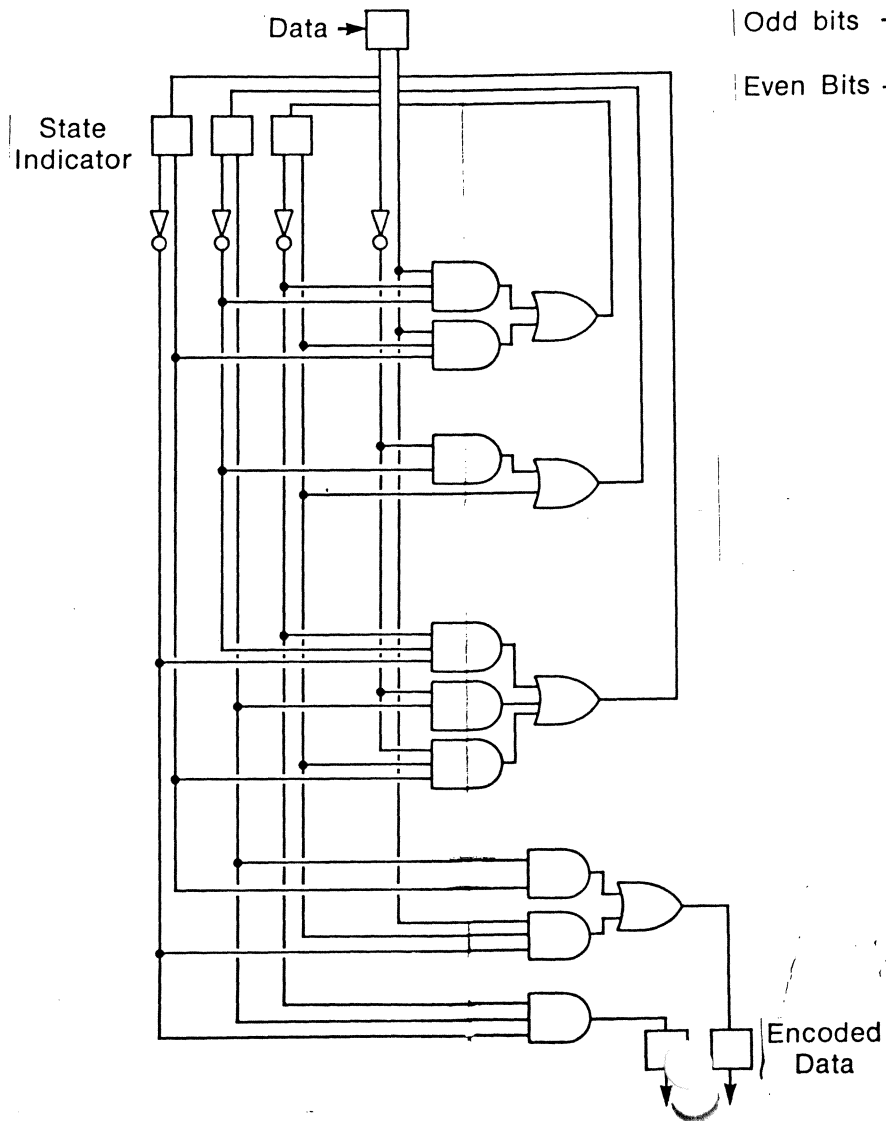 Data
Odd bits
Even Bits
State
Indicator
Encoded
Data